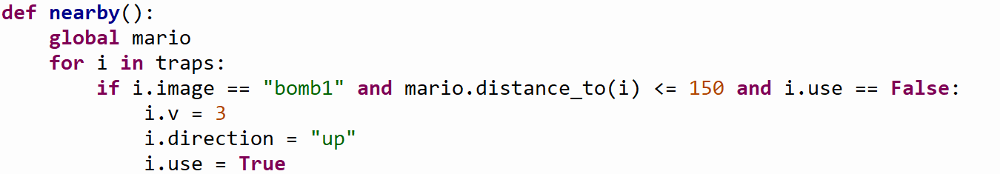 def nearby():
    global mario
    for i in traps:
        if i.image == "bomb1" and mario.distance_to(i) <= 150 and i.use == False:
            i.v = 3
            i.direction = "up"
            i.use = True